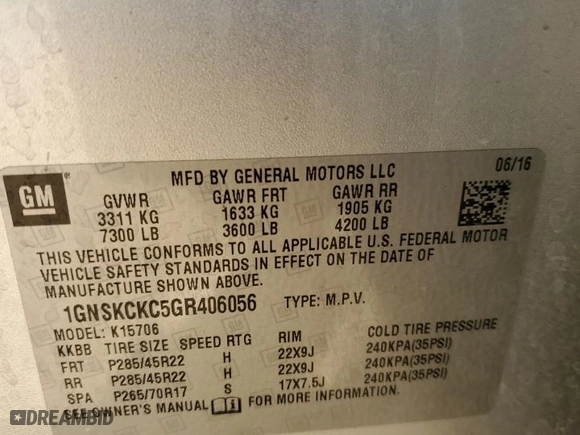 GM
MFD BY GENERAL MOTORS LLC 06/16
GVWR GAWR FRT GAWR RR
3311 KG 1633 KG 1905 KG
7300 LB 3600 LB 4200 LB
THIS VEHICLE CONFORMS TO ALL APPLICABLE U.S. FEDERAL MOTOR
VEHICLE SAFETY STANDARDS IN EFFECT ON THE DATE OF
MANUFACTURE SHOWN ABOVE.
1GNSKCKC5GR406056 TYPE: M.P.V.
MODEL: K15706
KKBB TIRE SIZE SPEED RTG RIM COLD TIRE PRESSURE
FRT P285/45R22 H 22X9J 240KPA(35PSI)
RR P285/45R22 H 22X9J 240KPA(35PSI)
SPA P265/70R17 S 17X7.5J 240KPA(35PSI)
SEE OWNER'S MANUAL FOR MORE INFORMATION.
DREAMBID